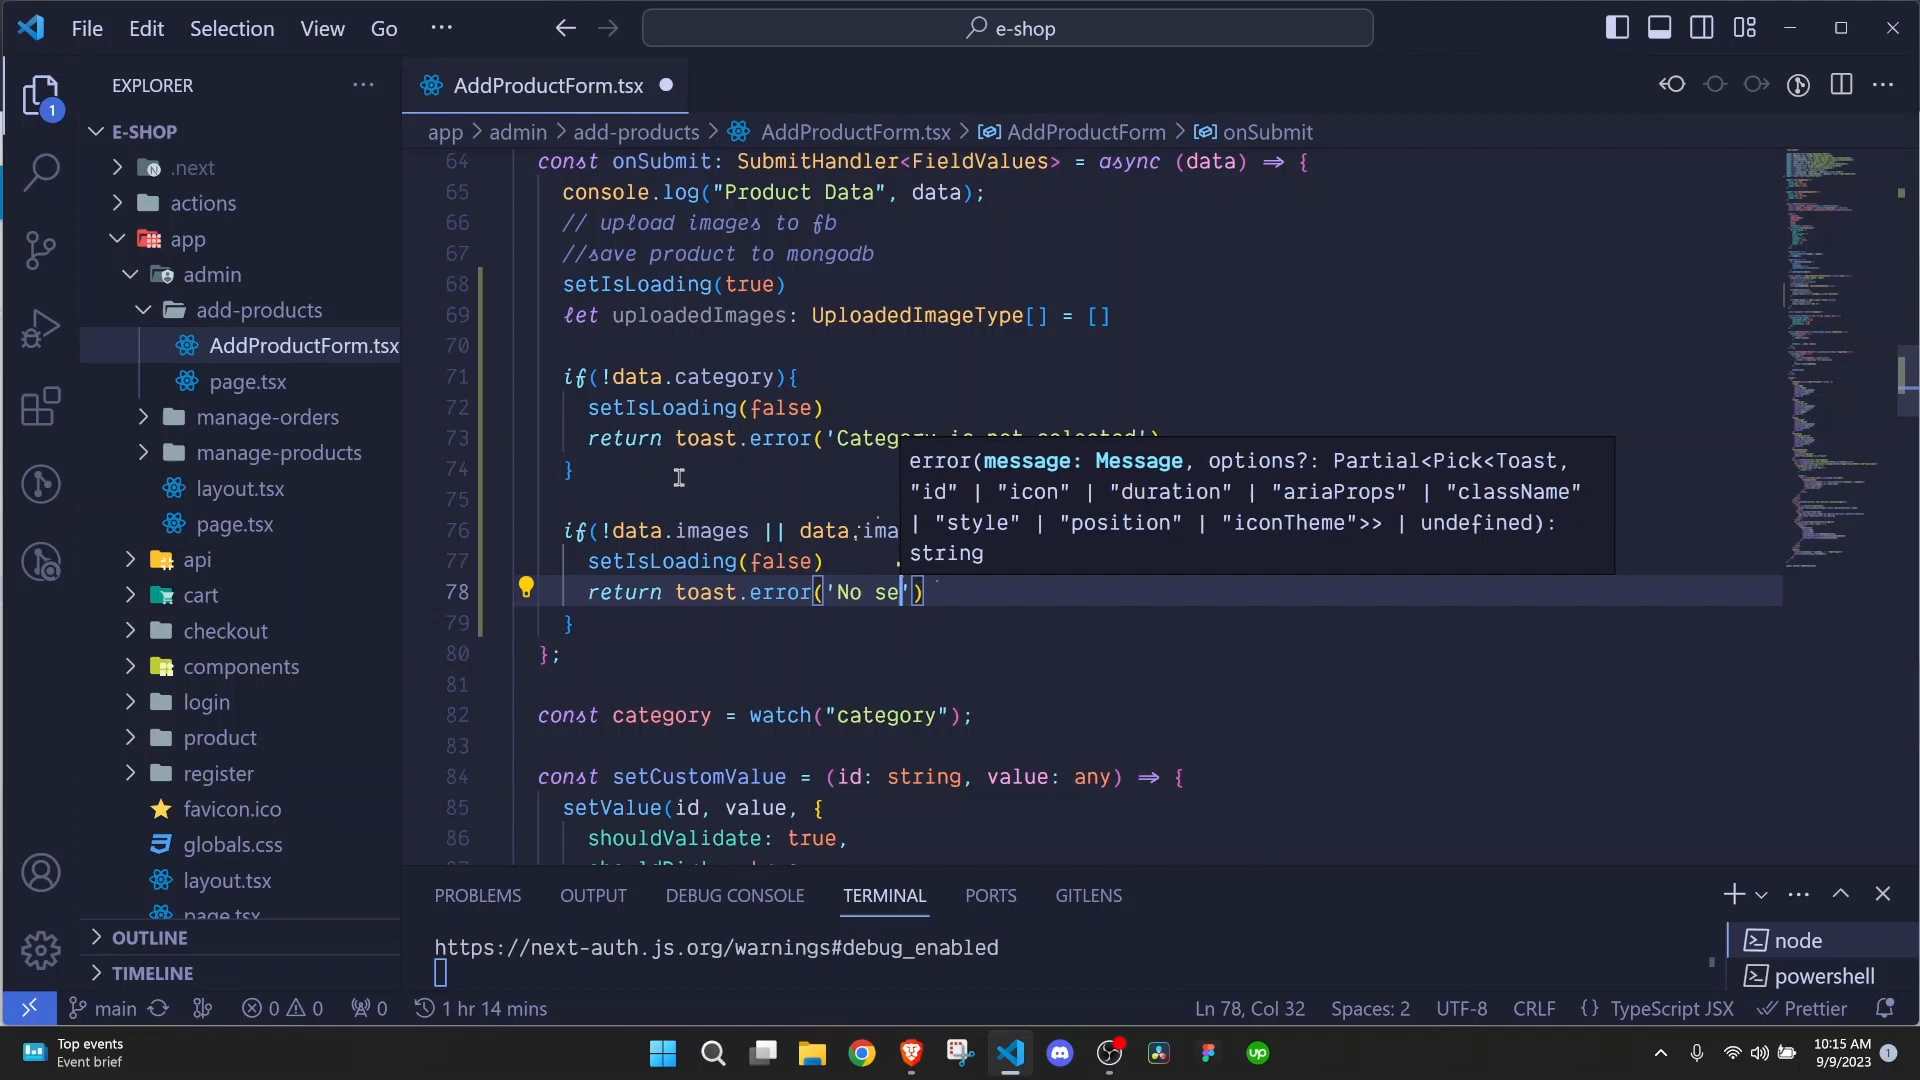 File Edit Selection View Go ··· e-shop
EXPLORER ···
AddProductForm.tsx
app > admin > add-products > AddProductForm.tsx > AddProductForm > onSubmit
1
E-SHOP
.next
actions
app
admin
add-products
AddProductForm.tsx
page.tsx
manage-orders
manage-products
layout.tsx
page.tsx
api
cart
checkout
components
login
product
register
favicon.ico
globals.css
layout.tsx
page.tsx
OUTLINE
TIMELINE
64 const onSubmit: SubmitHandler<FieldValues> = async (data) ⇒ {
65 console.log("Product Data", data);
66 // upload images to fb
67 //save product to mongodb
68 setIsLoading(true)
69 let uploadedImages: UploadedImageType[] = []
70
71 if(!data.category){
72 setIsLoading(false)
73 return toast.error('Category is not selected')
74 }
75
76 if(!data.images || data.ima
77 setIsLoading(false)
78 return toast.error('No se')
79 }
80 };
81
82 const category = watch("category");
83
84 const setCustomValue = (id: string, value: any) ⇒ {
85 setValue(id, value, {
86 shouldValidate: true,
error(message: Message, options?: Partial<Pick<Toast,
"id" | "icon" | "duration" | "ariaProps" | "className"
| "style" | "position" | "iconTheme">> | undefined):
string
PROBLEMS OUTPUT DEBUG CONSOLE TERMINAL PORTS GITLENS
https://next-auth.js.org/warnings#debug_enabled
node
powershell
main 0 0 0 1 hr 14 mins Ln 78, Col 32 Spaces: 2 UTF-8 CRLF {} TypeScript JSX Prettier
Top events
Event brief
up
10:15 AM
9/9/2023
1